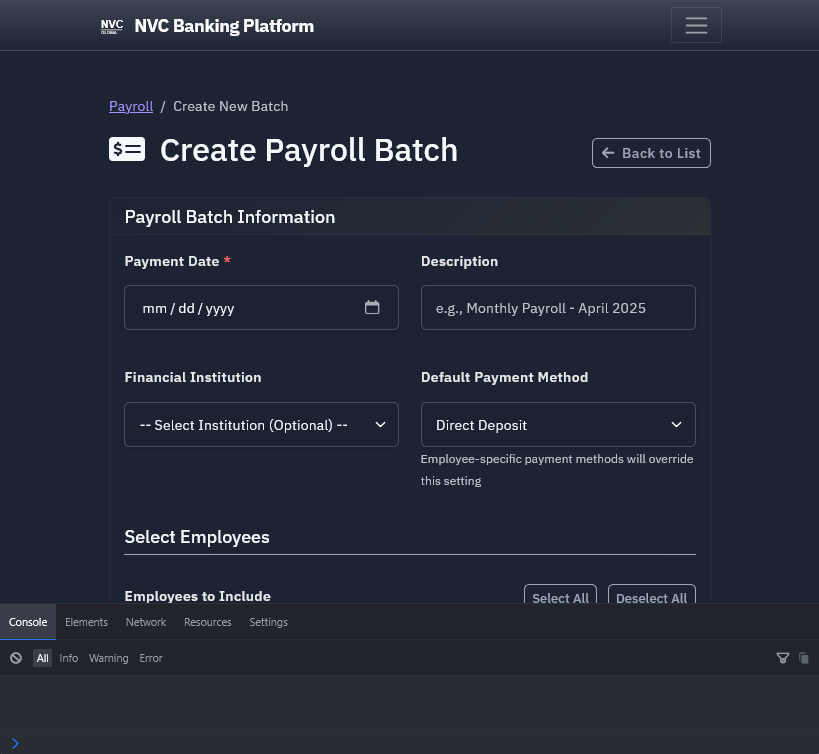 NVC
GLOBAL
NVC Banking Platform
Payroll / Create New Batch
Create Payroll Batch
Back to List
Payroll Batch Information
Payment Date *
Description
mm / dd / yyyy
e.g., Monthly Payroll - April 2025
Financial Institution
Default Payment Method
-- Select Institution (Optional) --
Direct Deposit
Employee-specific payment methods will override
this setting
Select Employees
Employees to Include
Select All
Deselect All
Console Elements Network Resources Settings
All Info Warning Error